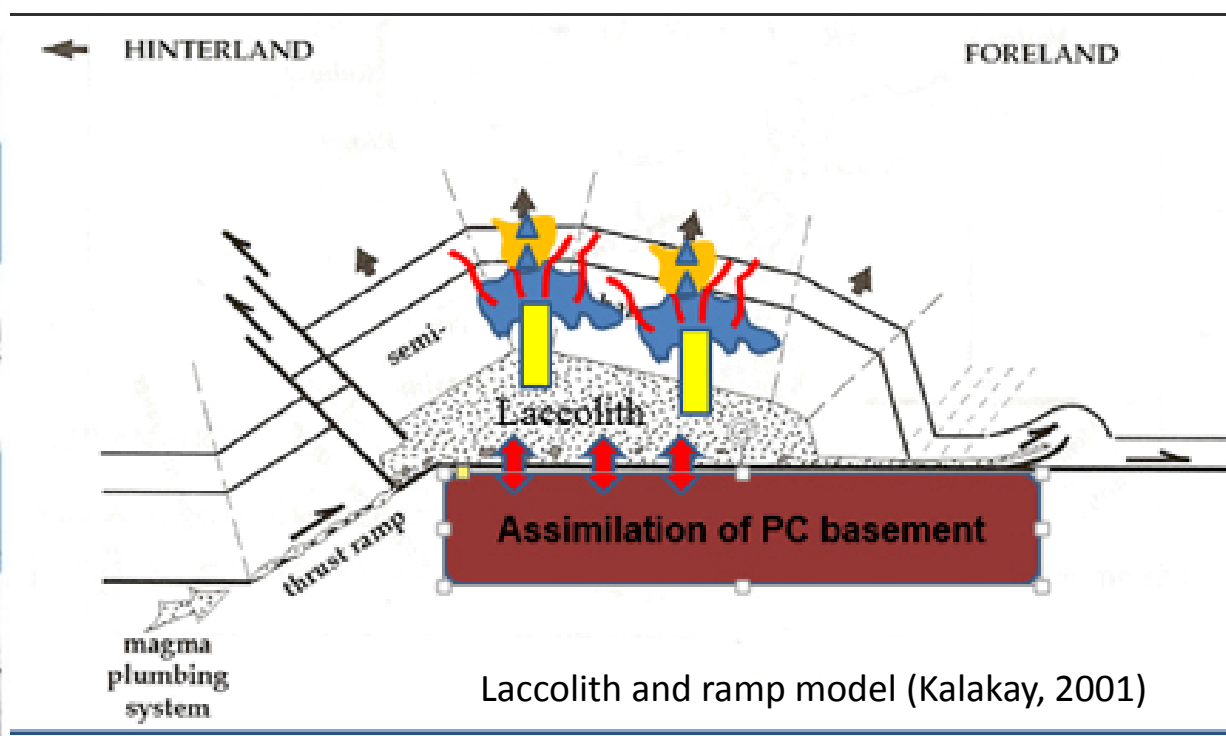 HINTERLAND
FORELAND
semi-
Laccolith
thrust ramp
Assimilation of PC basement
magma
plumbing
system
Laccolith and ramp model (Kalakay, 2001)